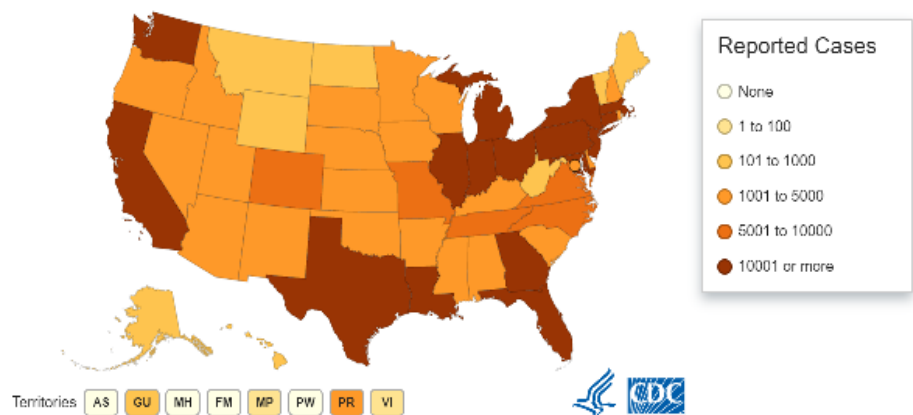 Reported Cases
None
1 to 100
101 to 1000
1001 to 5000
5001 to 10000
10001 or more
Territories AS GU MH FM MP PW PR VI
CDC